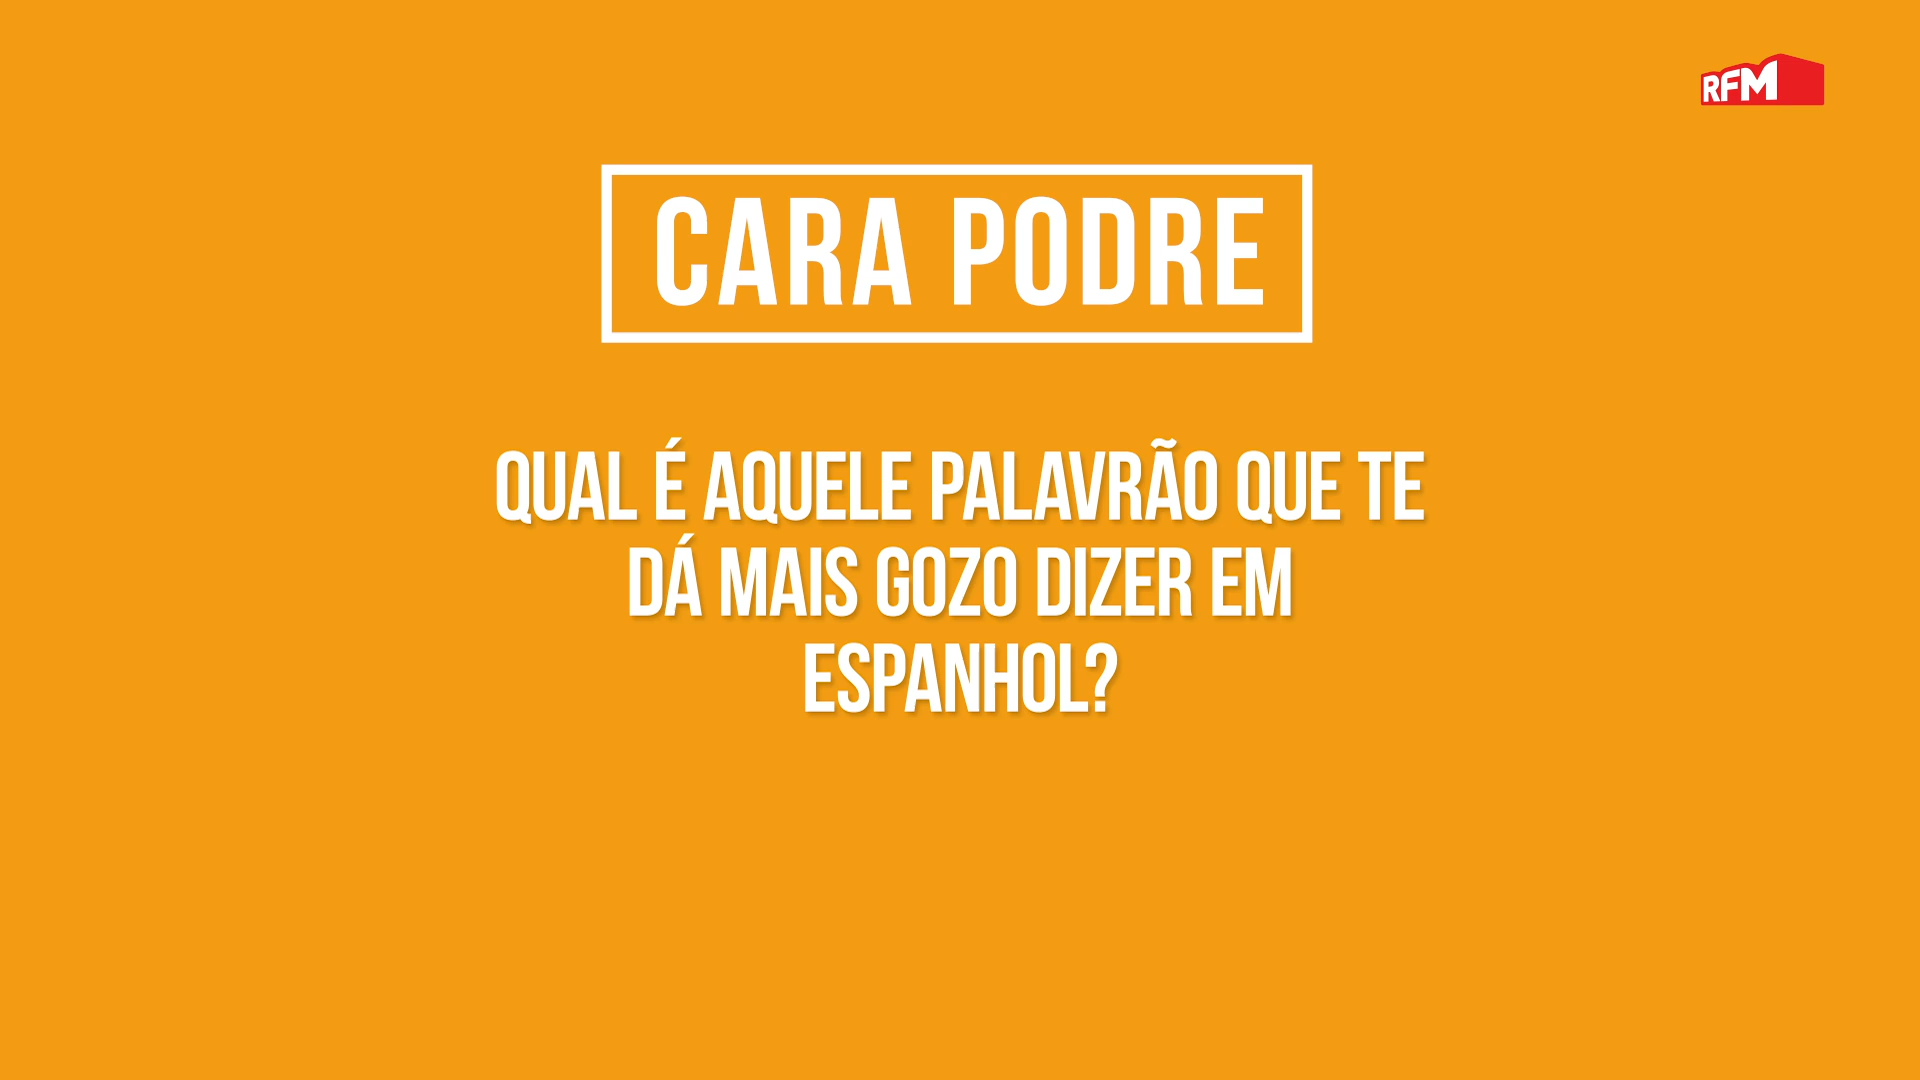 RFM
CARA PODRE
QUAL É AQUELE PALAVRÃO QUE TE
DÁ MAIS GOZO DIZER EM
ESPANHOL?